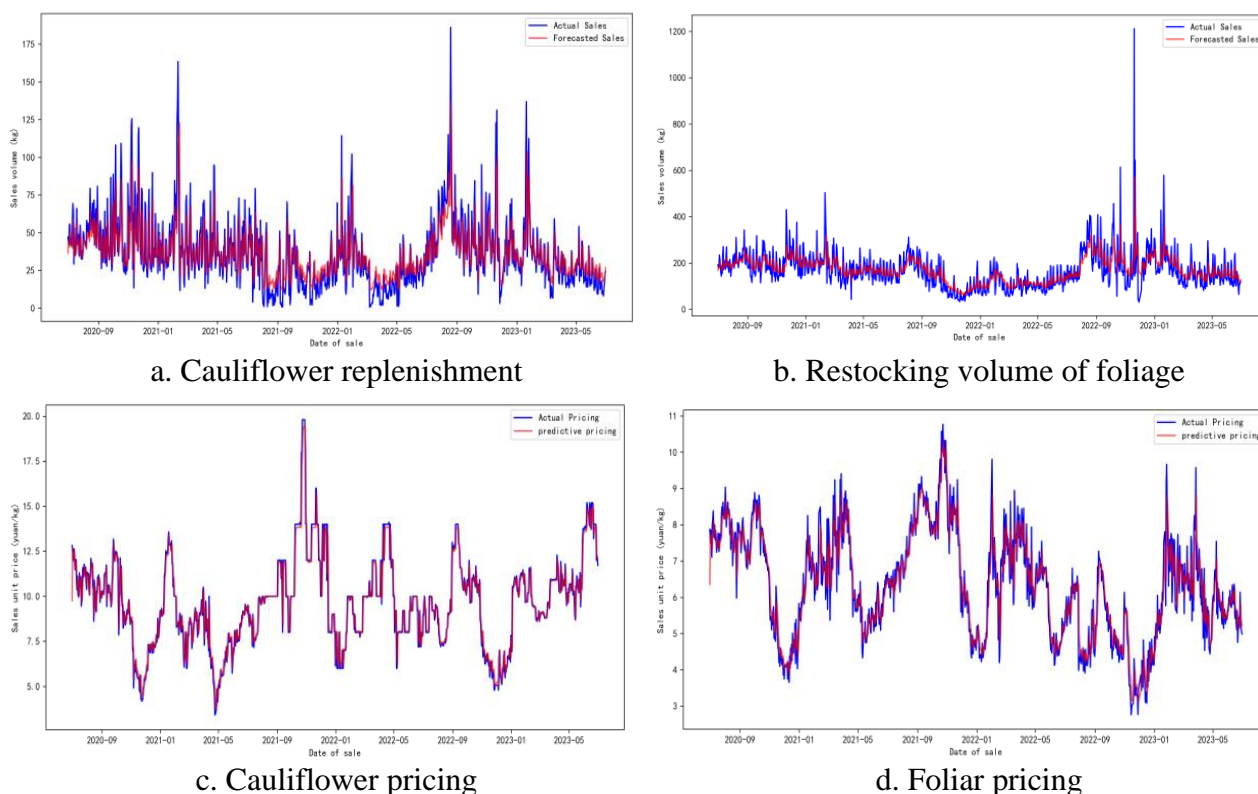 Actual Sales
Forecasted Sales
Sales volume (kg)
175
150
125
100
75
50
25
0
2020-09 2021-01 2021-05 2021-09 2022-01 2022-05 2022-09 2023-01 2023-05
Date of sale
a. Cauliflower replenishment
Actual Sales
Forecasted Sales
Sales volume (kg)
1200
1000
800
600
400
200
0
2020-09 2021-01 2021-05 2021-09 2022-01 2022-05 2022-09 2023-01 2023-05
Date of sale
b. Restocking volume of foliage
Actual Pricing
predictive pricing
Sales unit price (yuan/kg)
20.0
17.5
15.0
12.5
10.0
7.5
5.0
2020-09 2021-01 2021-05 2021-09 2022-01 2022-05 2022-09 2023-01 2023-05
Date of sale
c. Cauliflower pricing
Actual Pricing
predictive pricing
Sales unit price (yuan/kg)
11
10
9
8
7
6
5
4
3
2020-09 2021-01 2021-05 2021-09 2022-01 2022-05 2022-09 2023-01 2023-05
Date of sale
d. Foliar pricing